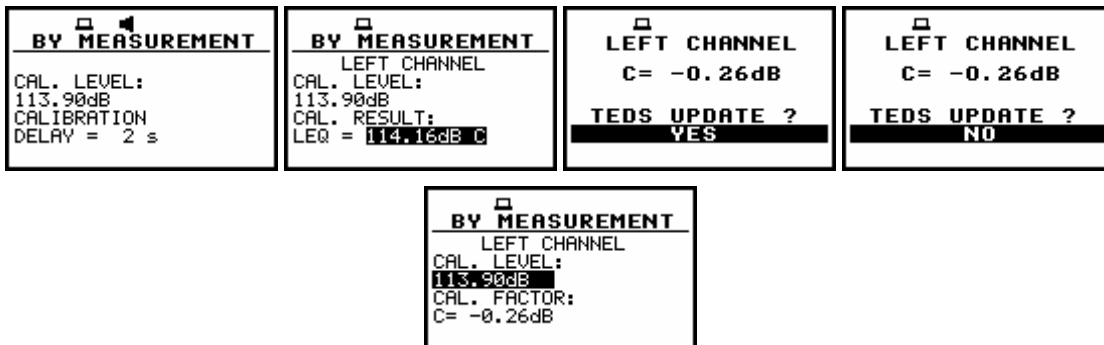 BY MEASUREMENT
CAL. LEVEL:
113.90dB
CALIBRATION
DELAY = 2 s
BY MEASUREMENT
LEFT CHANNEL
CAL. LEVEL:
113.90dB
CAL. RESULT:
LEQ = 114.16dB C
LEFT CHANNEL
C= -0.26dB
TEDS UPDATE ?
YES
LEFT CHANNEL
C= -0.26dB
TEDS UPDATE ?
NO
BY MEASUREMENT
LEFT CHANNEL
CAL. LEVEL:
113.90dB
CAL. FACTOR:
C= -0.26dB